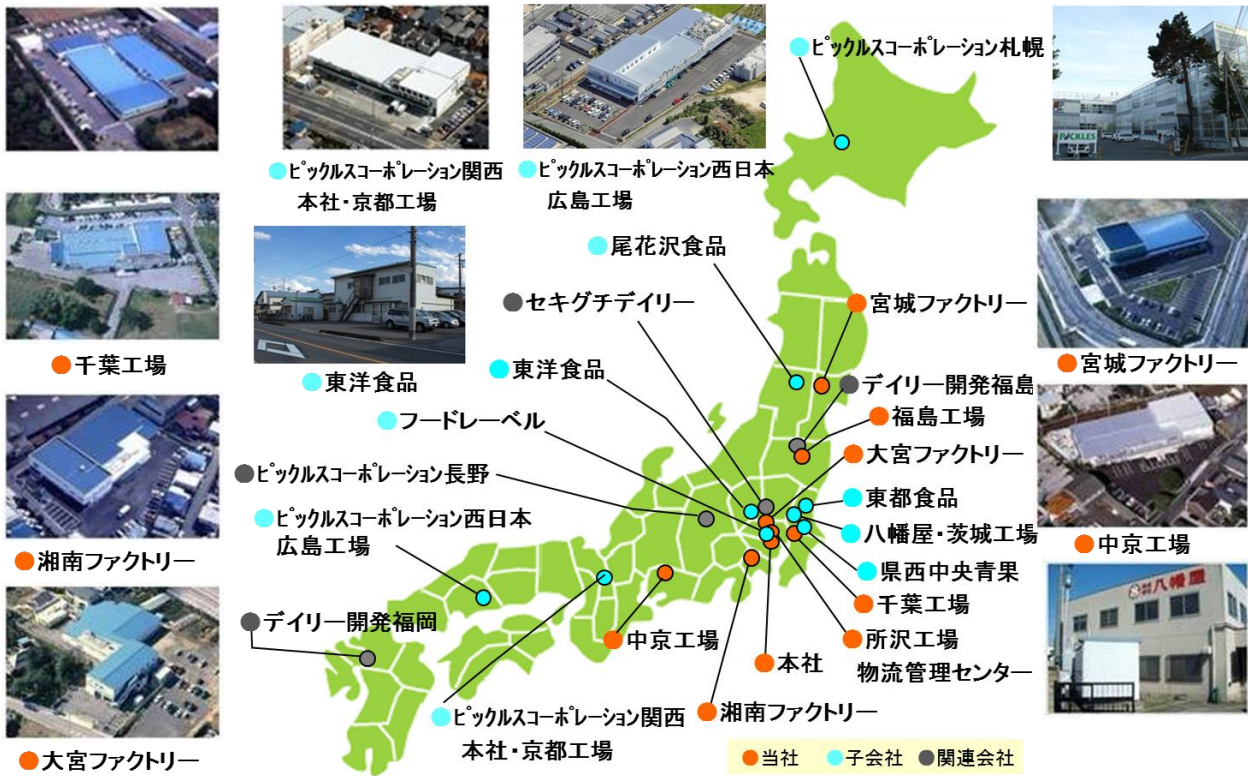 ピックルスコーポレーション札幌
PICKLES
ピックルスコーポレーション関西
本社・京都工場
ピックルスコーポレーション西日本
広島工場
尾花沢食品
セキグチデイリー
宮城ファクトリー
千葉工場
東洋食品
東洋食品
デイリー開発福島
宮城ファクトリー
フードレーベル
福島工場
大宮ファクトリー
ピックルスコーポレーション長野
東都食品
ピックルスコーポレーション西日本
広島工場
八幡屋・茨城工場
中京工場
湘南ファクトリー
県西中央青果
千葉工場
八幡屋
デイリー開発福岡
中京工場
所沢工場
物流管理センター
本社
湘南ファクトリー
ピックルスコーポレーション関西
本社・京都工場
大宮ファクトリー
当社 子会社 関連会社